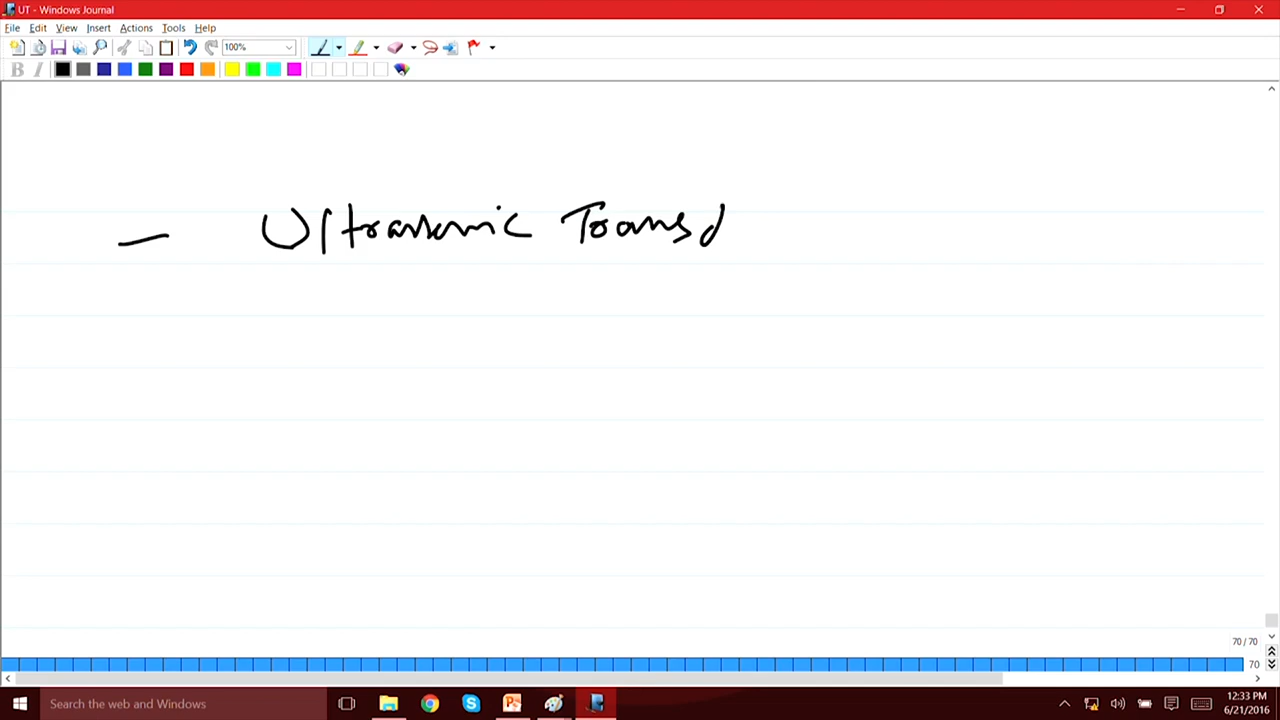 UT - Windows Journal
File Edit View Insert Actions Tools Help
100%
B I
— Ultrasonic Transd
70 / 70
70
Search the web and Windows
12:33 PM
6/21/2016